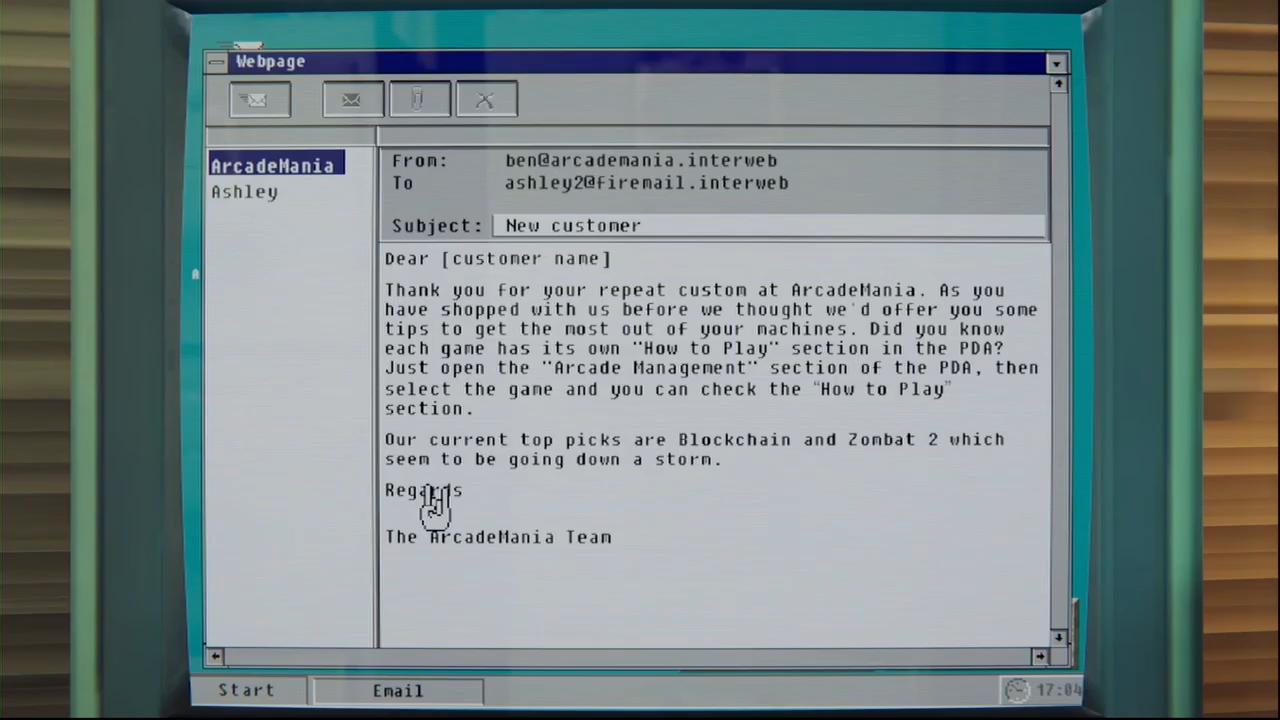 Webpage
ArcadeMania
Ashley
From: ben@arcademania.interweb
To ashley2@firemail.interweb
Subject: New customer
Dear [customer name]
Thank you for your repeat custom at ArcadeMania. As you
have shopped with us before we thought we'd offer you some
tips to get the most out of your machines. Did you know
each game has its own "How to Play" section in the PDA?
Just open the "Arcade Management" section of the PDA, then
select the game and you can check the "How to Play"
section.
Our current top picks are Blockchain and Zombat 2 which
seem to be going down a storm.
Regards
The ArcadeMania Team
Start
Email
17:04